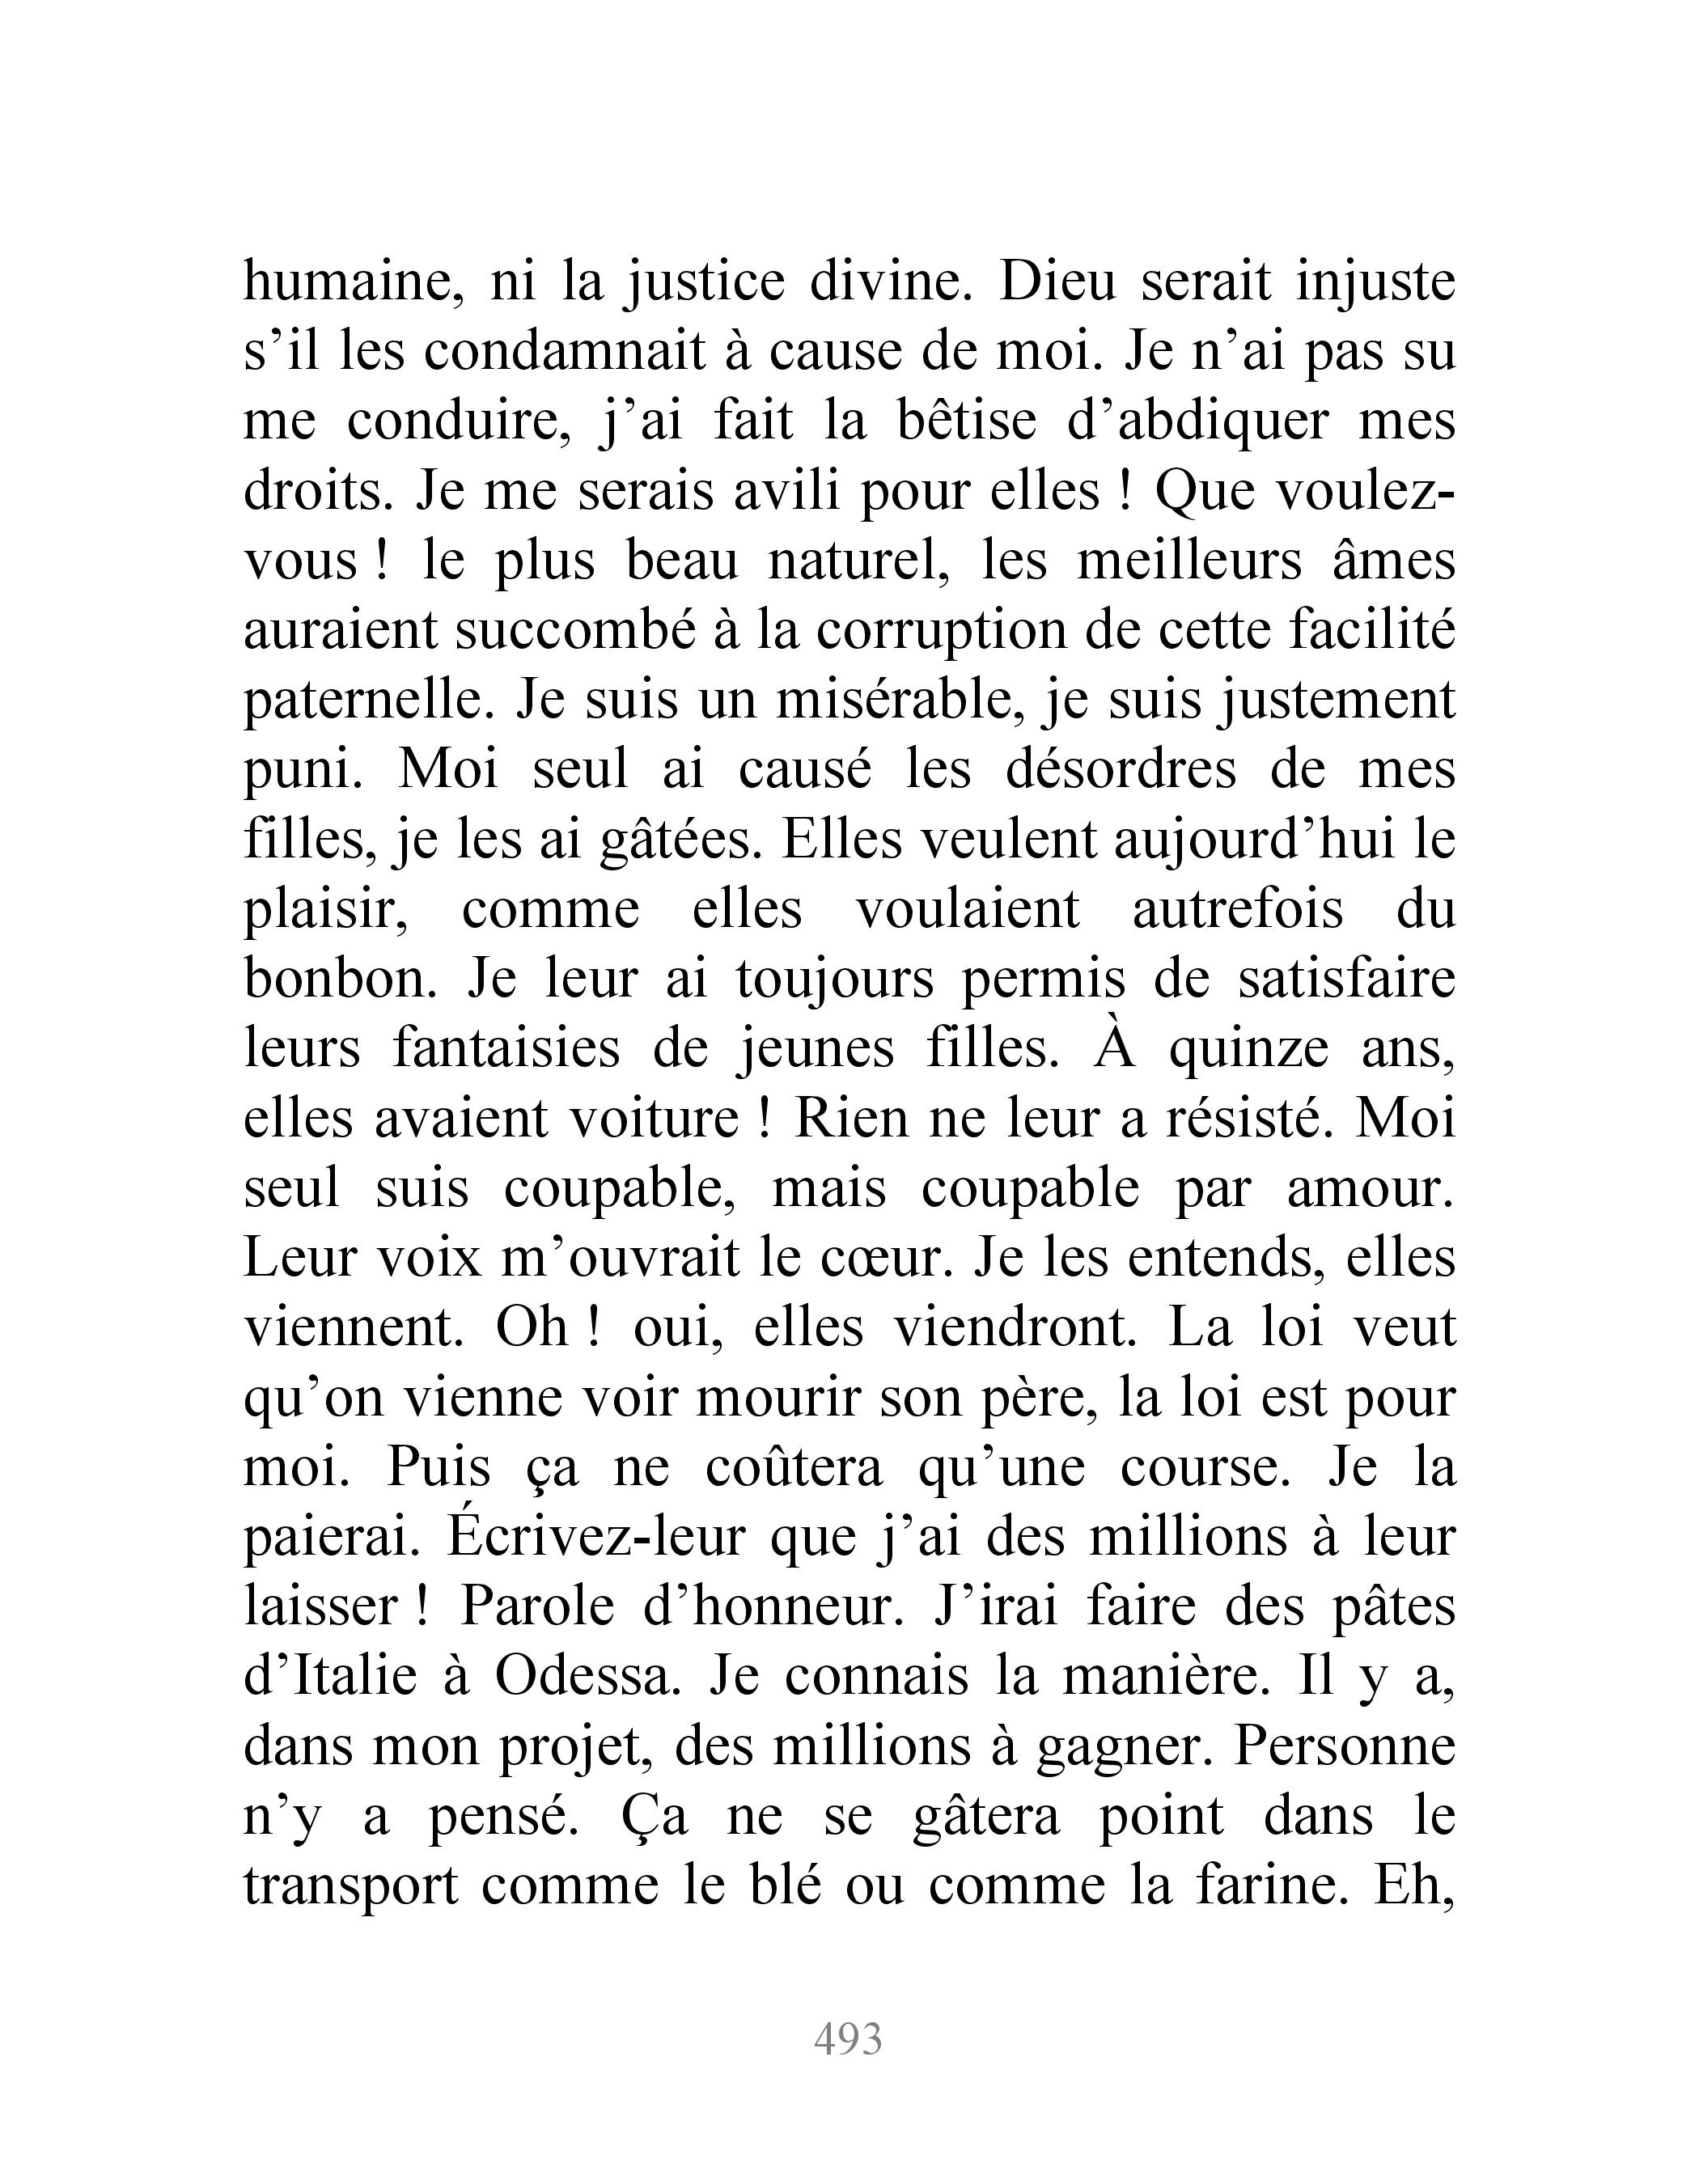 humaine, ni la justice divine. Dieu serait injuste
s’il les condamnait à cause de moi. Je n’ai pas su
me conduire, j’ai fait la bêtise d’abdiquer mes
droits. Je me serais avili pour elles ! Que voulez-
vous ! le plus beau naturel, les meilleurs âmes
auraient succombé à la corruption de cette facilité
paternelle. Je suis un misérable, je suis justement
puni. Moi seul ai causé les désordres de mes
filles, je les ai gâtées. Elles veulent aujourd’hui le
plaisir, comme elles voulaient autrefois du
bonbon. Je leur ai toujours permis de satisfaire
leurs fantaisies de jeunes filles. À quinze ans,
elles avaient voiture ! Rien ne leur a résisté. Moi
seul suis coupable, mais coupable par amour.
Leur voix m’ouvrait le cœur. Je les entends, elles
viennent. Oh ! oui, elles viendront. La loi veut
qu’on vienne voir mourir son père, la loi est pour
moi. Puis ça ne coûtera qu’une course. Je la
paierai. Écrivez-leur que j’ai des millions à leur
laisser ! Parole d’honneur. J’irai faire des pâtes
d’Italie à Odessa. Je connais la manière. Il y a,
dans mon projet, des millions à gagner. Personne
n’y a pensé. Ça ne se gâtera point dans le
transport comme le blé ou comme la farine. Eh,
493